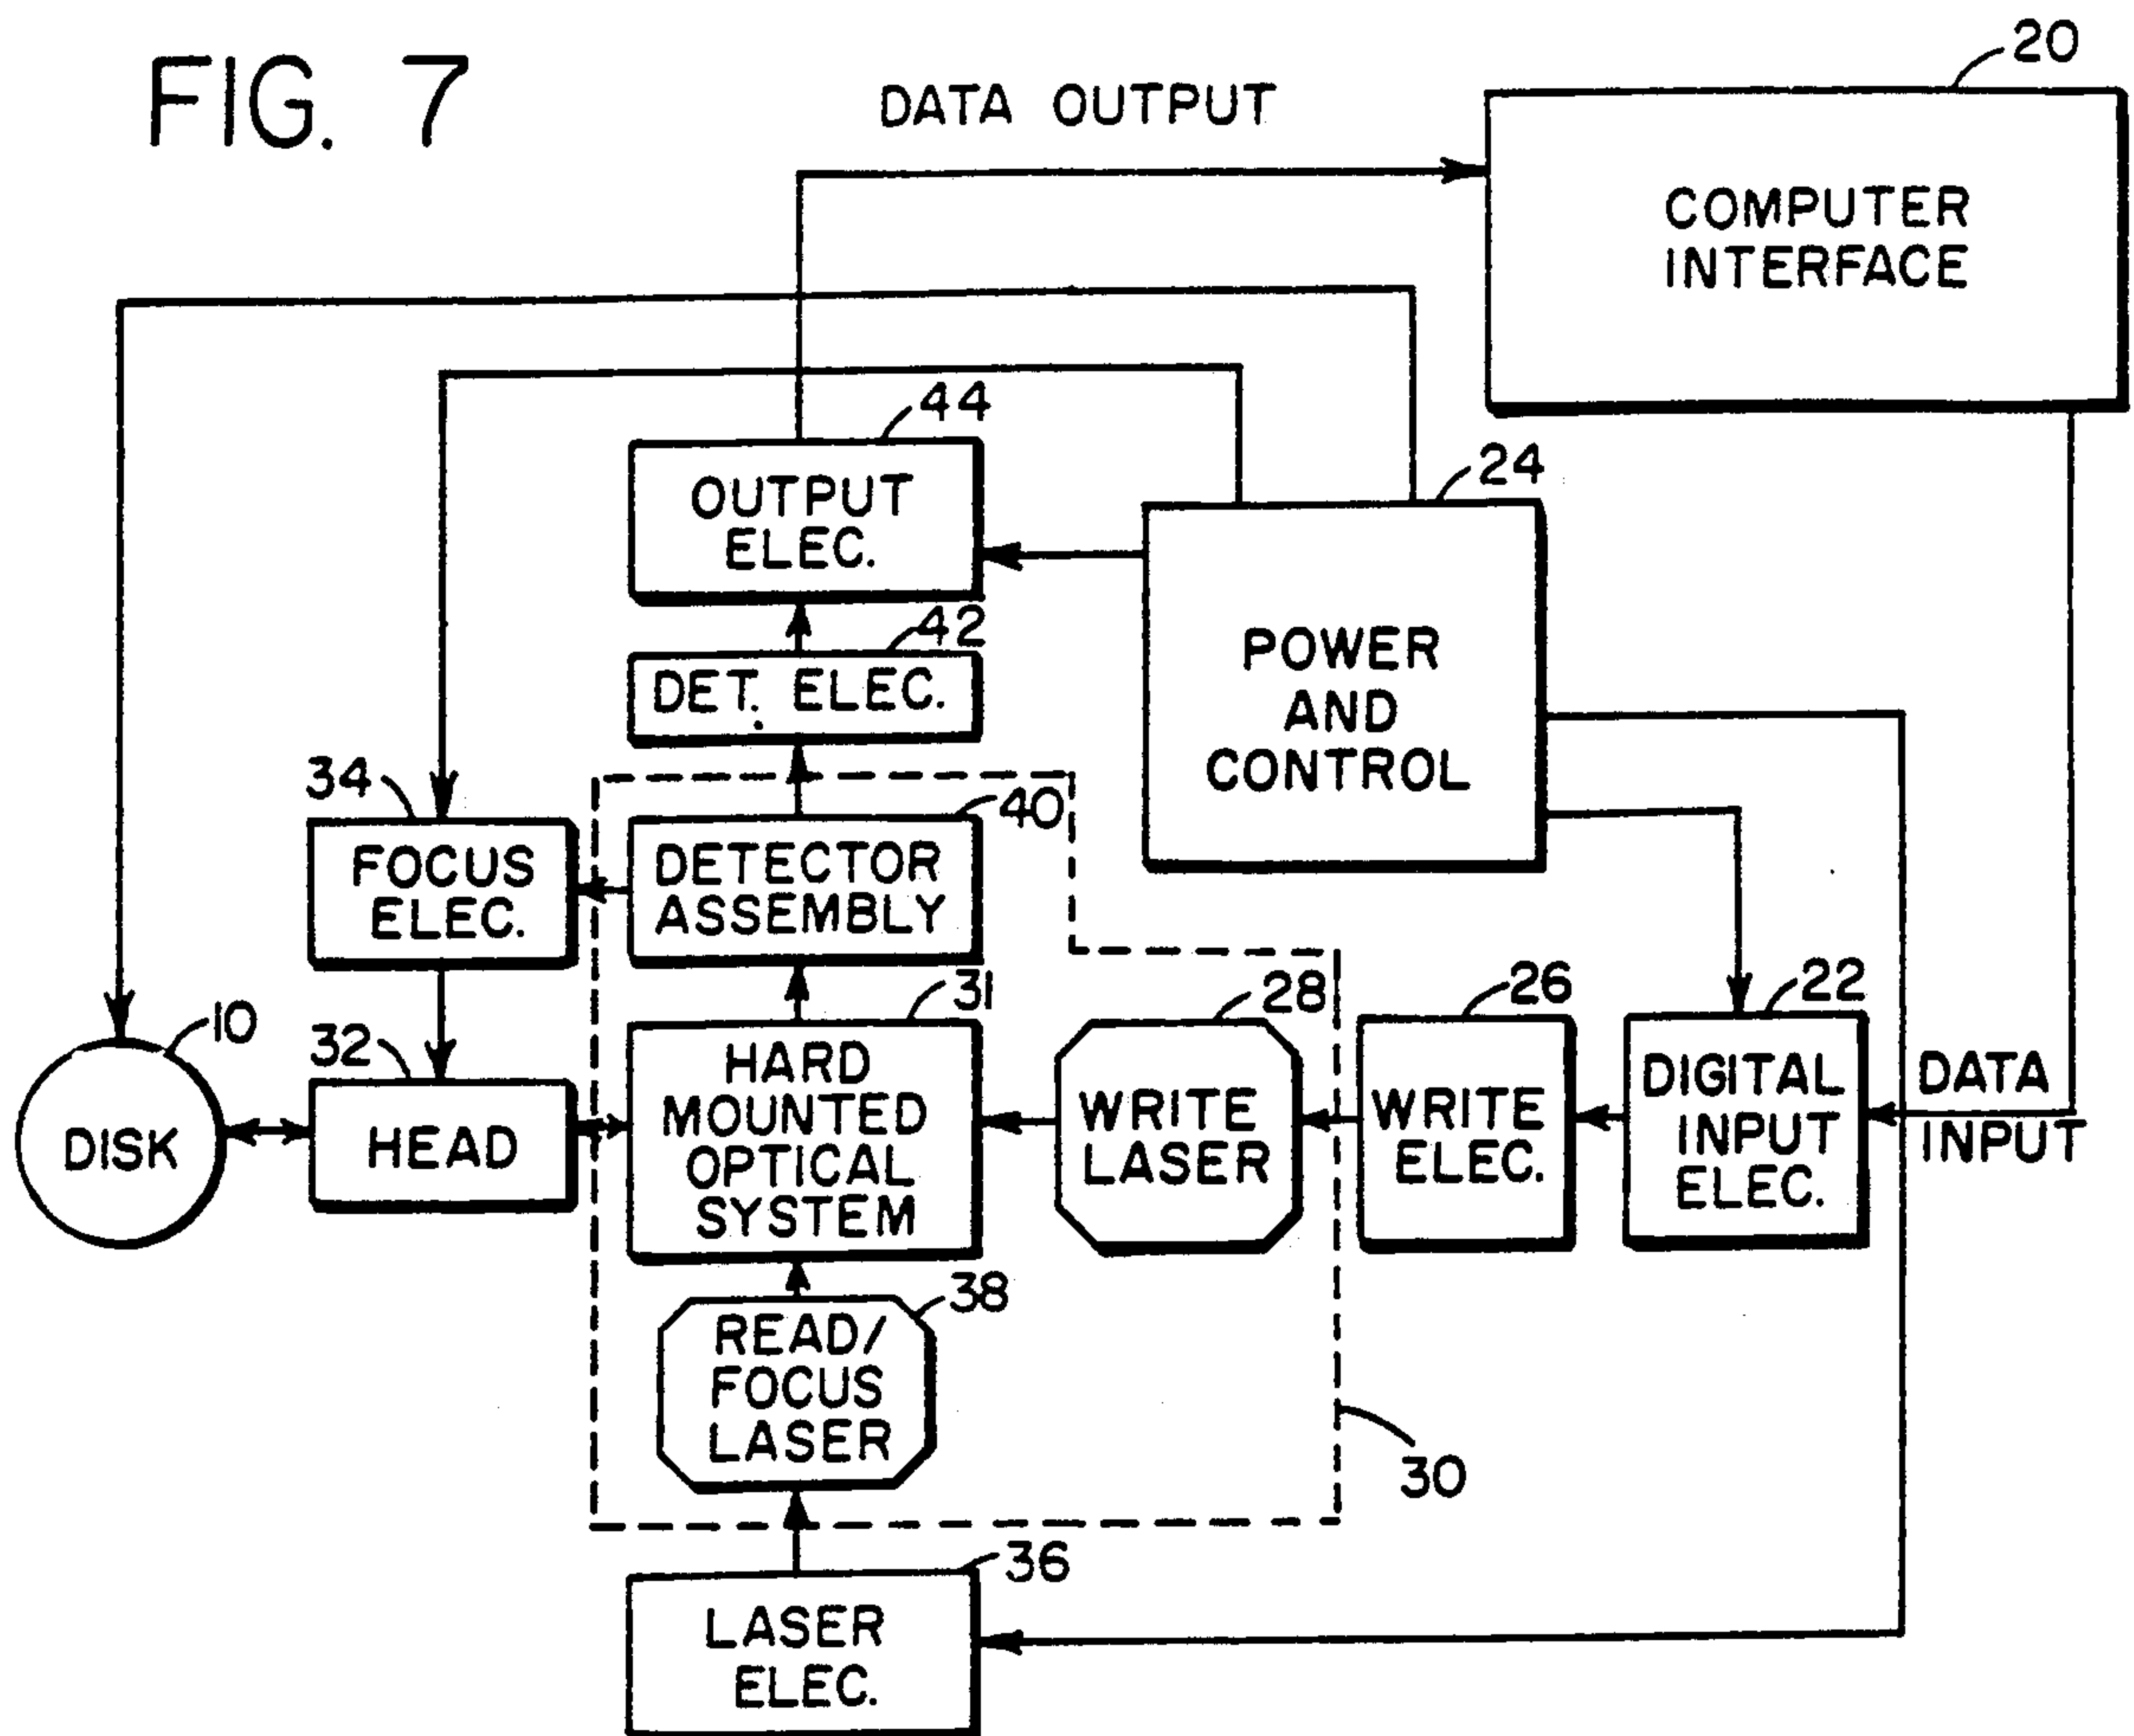 FIG. 7
DATA OUTPUT
20
COMPUTER
INTERFACE
44
OUTPUT
ELEC.
24
POWER
AND
CONTROL
42
DET. ELEC.
34
FOCUS
ELEC.
40
DETECTOR
ASSEMBLY
10
DISK
32
HEAD
31
HARD
MOUNTED
OPTICAL
SYSTEM
28
WRITE
LASER
26
WRITE
ELEC.
22
DIGITAL
INPUT
ELEC.
DATA
INPUT
38
READ/
FOCUS
LASER
30
36
LASER
ELEC.